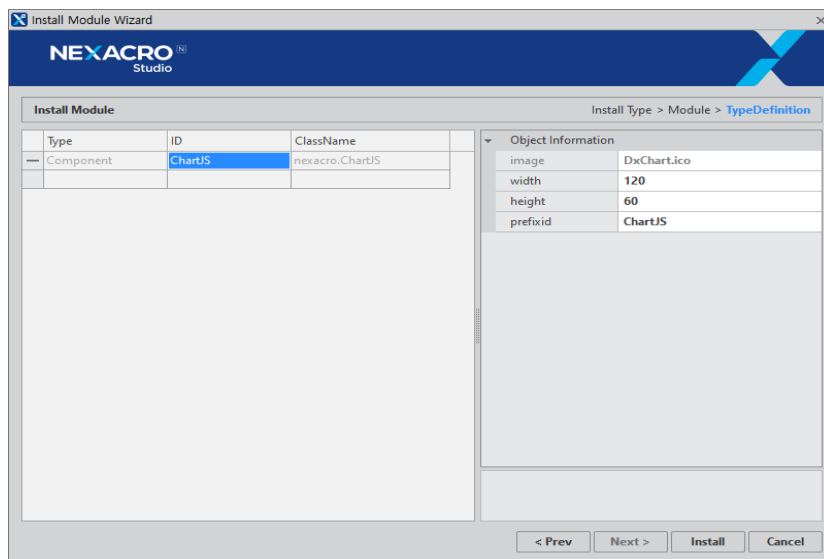 Install Module Wizard
NEXACRO N
Studio
Install Module
Install Type > Module > TypeDefinition
Type ID ClassName
Component ChartJS nexacro.ChartJS
Object Information
image DxChart.ico
width 120
height 60
prefixid ChartJS
< Prev Next > Install Cancel